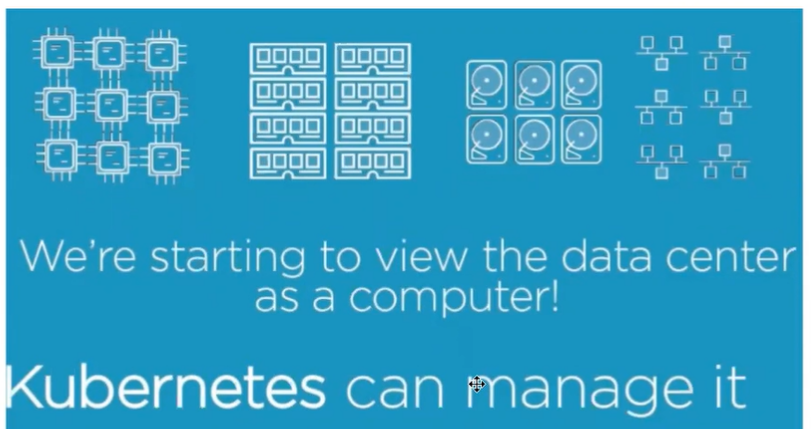 We're starting to view the data center
as a computer!
Kubernetes can manage it